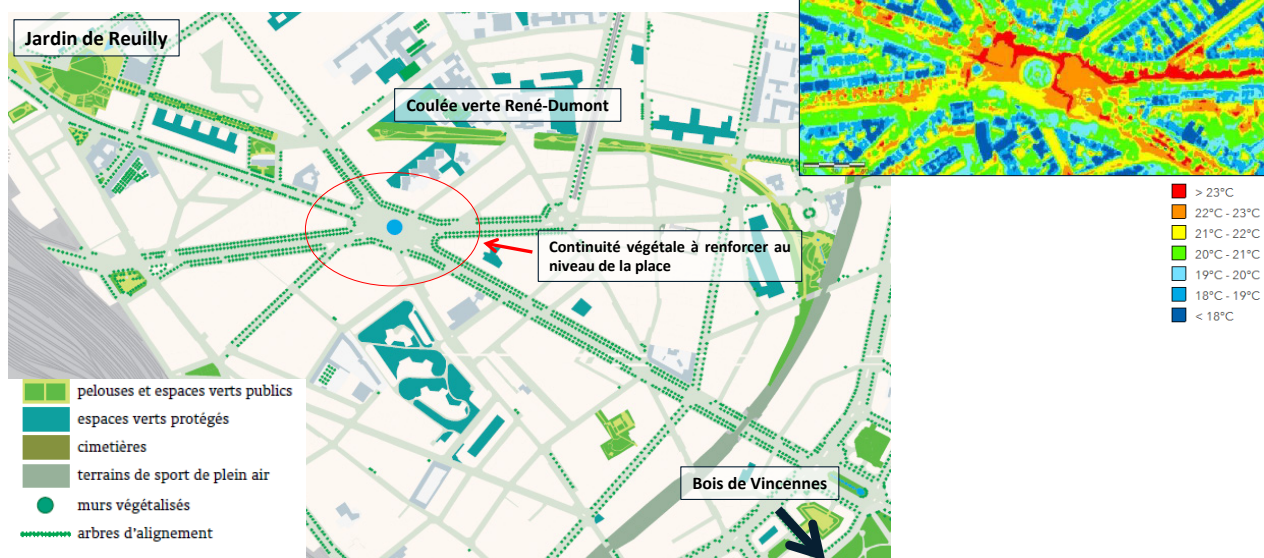 Jardin de Reuilly
Coulée verte René-Dumont
> 23°C
22°C - 23°C
21°C - 22°C
20°C - 21°C
19°C - 20°C
18°C - 19°C
< 18°C
Continuité végétale à renforcer au
niveau de la place
pelouses et espaces verts publics
espaces verts protégés
cimetières
terrains de sport de plein air
murs végétalisés
arbres d'alignement
Bois de Vincennes